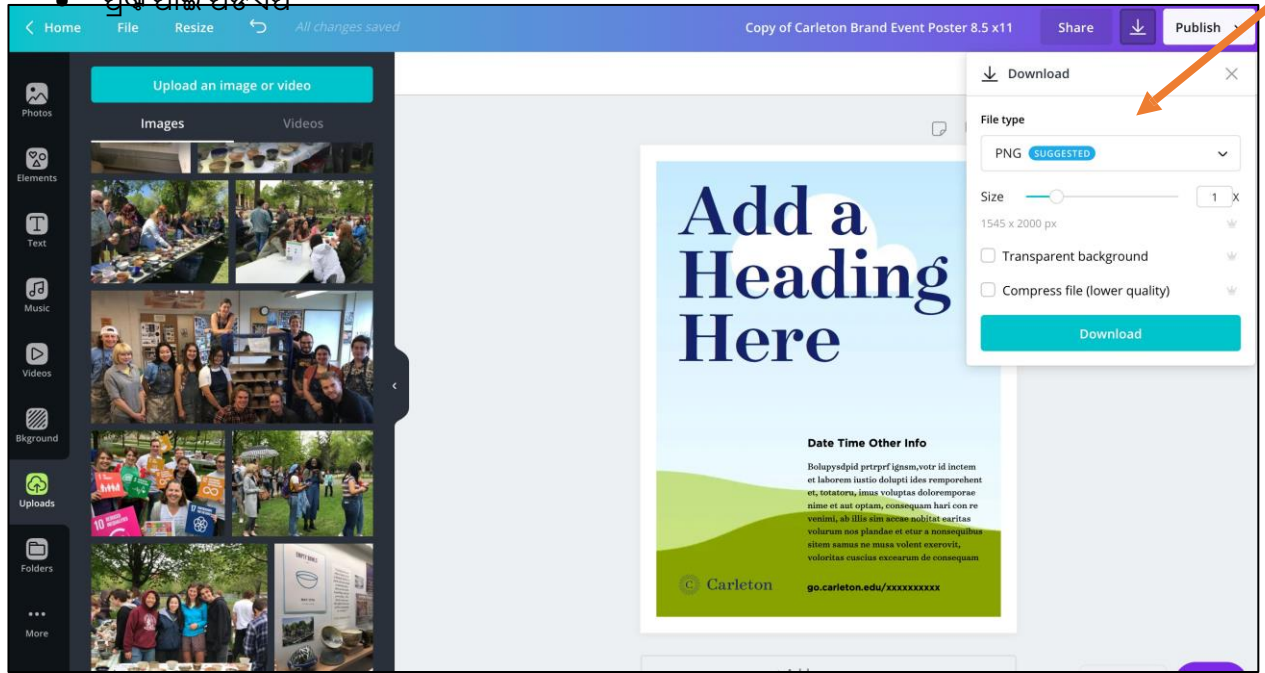 Home File Resize All changes saved Copy of Carleton Brand Event Poster 8.5 x11 Share Publish
Upload an image or video
Images Videos
Photos
Elements
Text
Music
Videos
Bkground
Uploads
Folders
More
Download
File type
PNG SUGGESTED
Size 1 X
1545 x 2000 px
Transparent background
Compress file (lower quality)
Download
Add a
Heading
Here
Date Time Other Info
Bolupysdpid prtrprf ignsm,votr id inctem
et laborem iustio dolupti ides remporehent
et, totatoru, imus voluptas doloremporae
nime et aut optam, consequam hari con re
venimi, ab illis sim accae nobitat earitas
volurum nos plandae et etur a nonsequibus
sitem samus ne musa volent exerovit,
voloritas cuscius excearum de consequam
Carleton
go.carleton.edu/xxxxxxxxxx